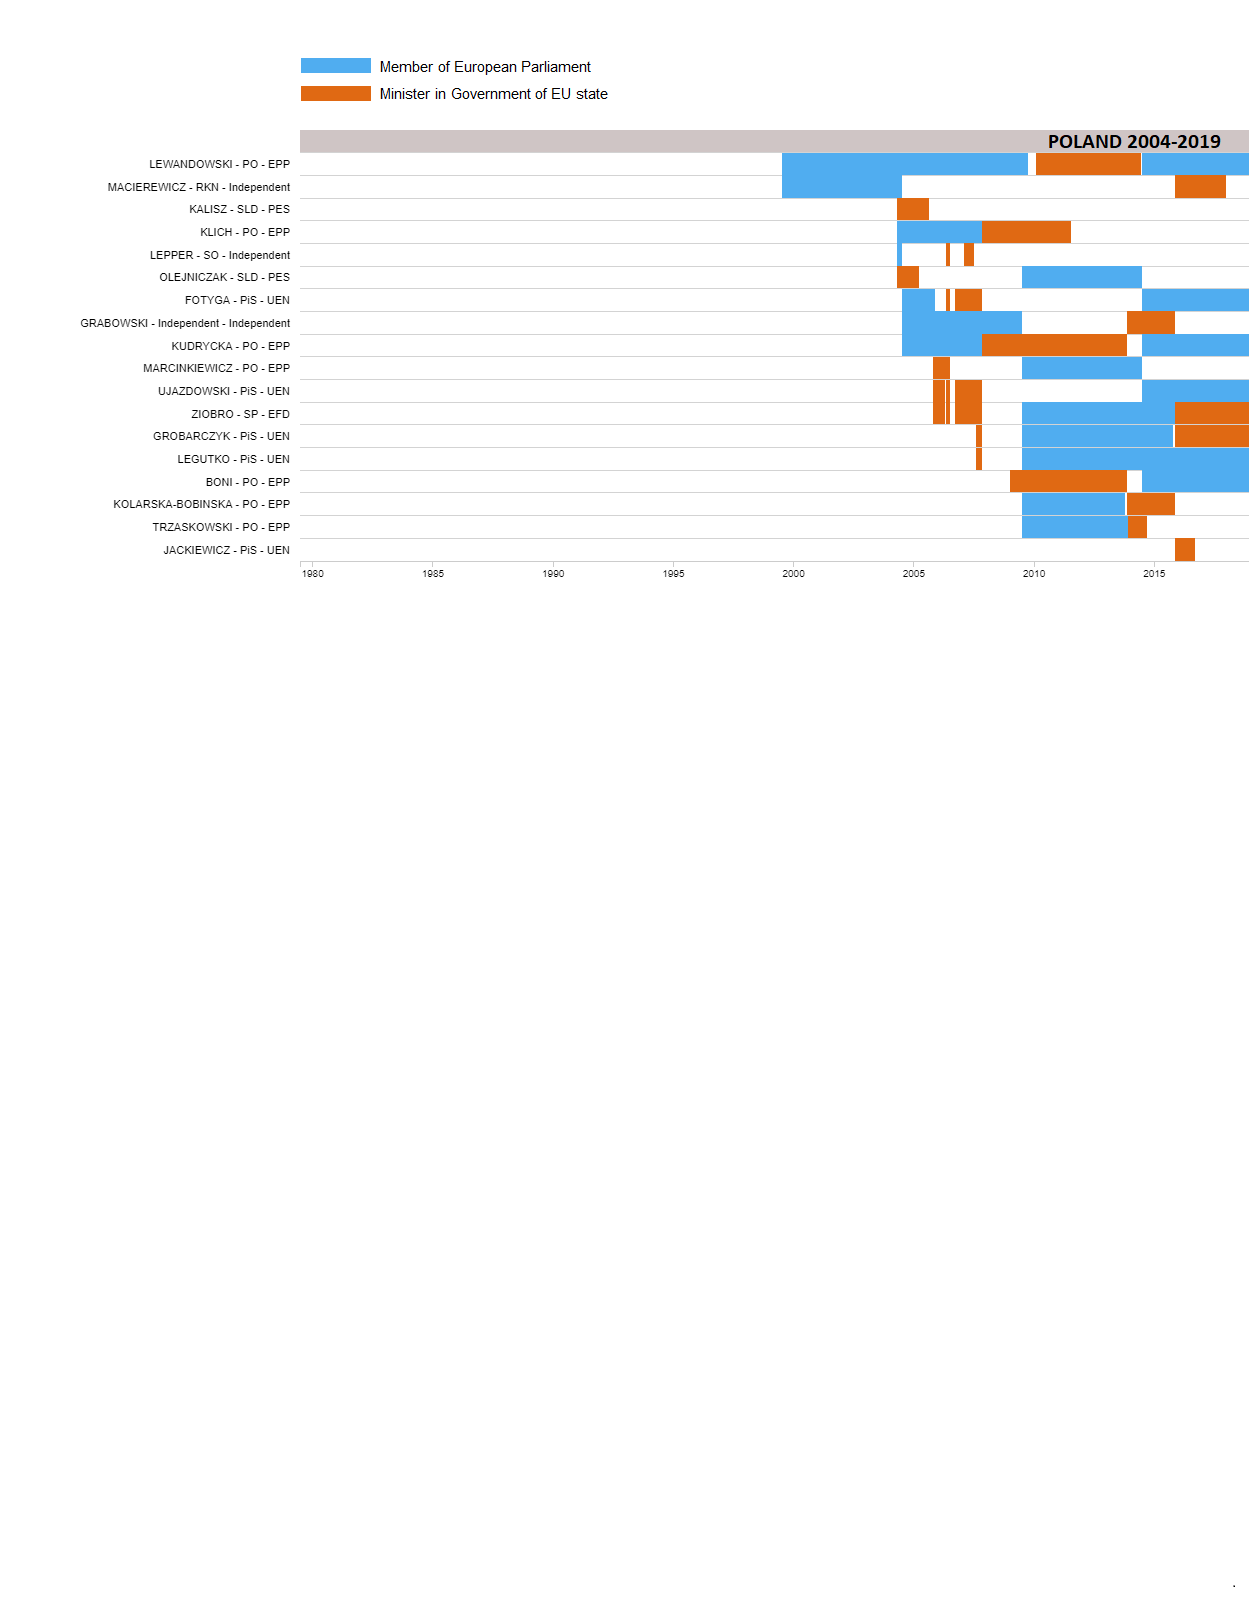 Member of European Parliament
Minister in Government of EU state
POLAND 2004-2019
LEWANDOWSKI - PO - EPP
MACIEREWICZ - RKN - Independent
KALISZ - SLD - PES
KLICH - PO - EPP
LEPPER - SO - Independent
OLEJNICZAK - SLD - PES
FOTYGA - PiS - UEN
GRABOWSKI - Independent - Independent
KUDRYCKA - PO - EPP
MARCINKIEWICZ - PO - EPP
UJAZDOWSKI - PiS - UEN
ZIOBRO - SP - EFD
GROBARCZYK - PiS - UEN
LEGUTKO - PiS - UEN
BONI - PO - EPP
KOLARSKA-BOBINSKA - PO - EPP
TRZASKOWSKI - PO - EPP
JACKIEWICZ - PiS - UEN
1980 1985 1990 1995 2000 2005 2010 2015
.